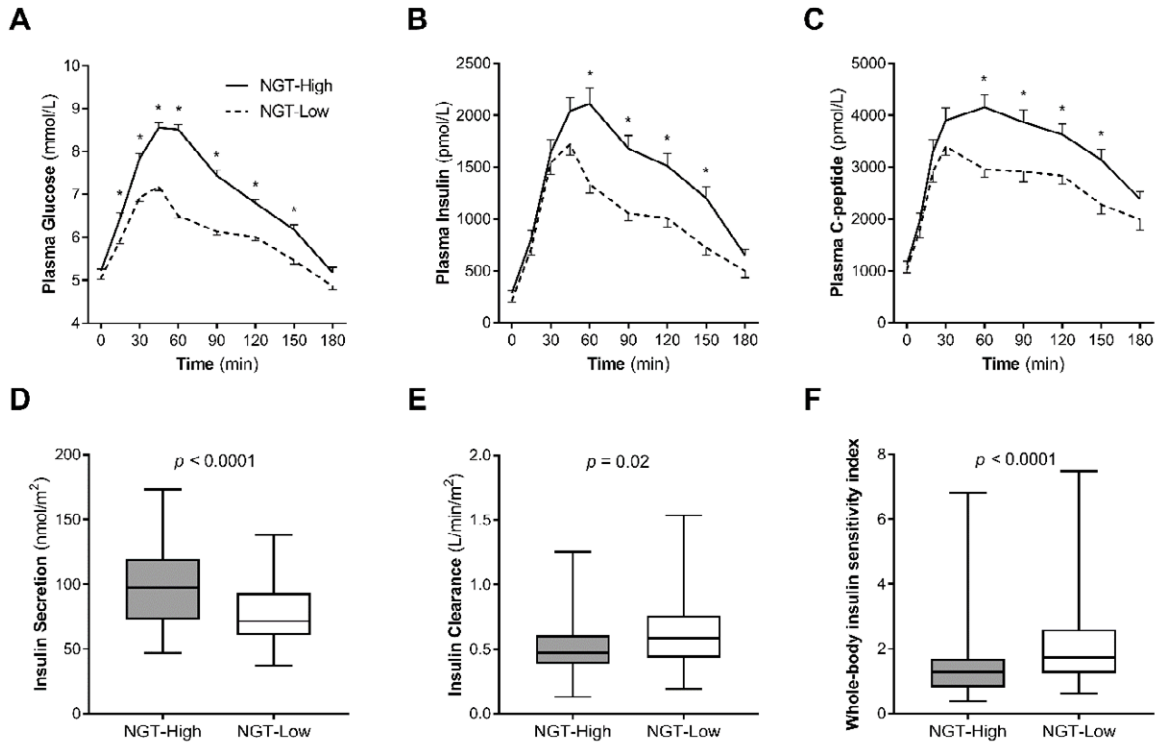 A
B
C
Plasma Glucose (mmol/L)
10
9
8
7
6
5
4
* * * * * * *
NGT-High
NGT-Low
0 30 60 90 120 150 180
Time (min)
Plasma Insulin (pmol/L)
2500
2000
1500
1000
500
0
* * * *
0 30 60 90 120 150 180
Time (min)
Plasma C-peptide (pmol/L)
5000
4000
3000
2000
1000
0
* * * *
0 30 60 90 120 150 180
Time (min)
D
E
F
Insulin Secretion (nmol/m²)
200
150
100
50
0
p < 0.0001
NGT-High NGT-Low
Insulin Clearance (L/min/m²)
2.0
1.5
1.0
0.5
0.0
p = 0.02
NGT-High NGT-Low
Whole-body insulin sensitivity index
8
6
4
2
0
p < 0.0001
NGT-High NGT-Low